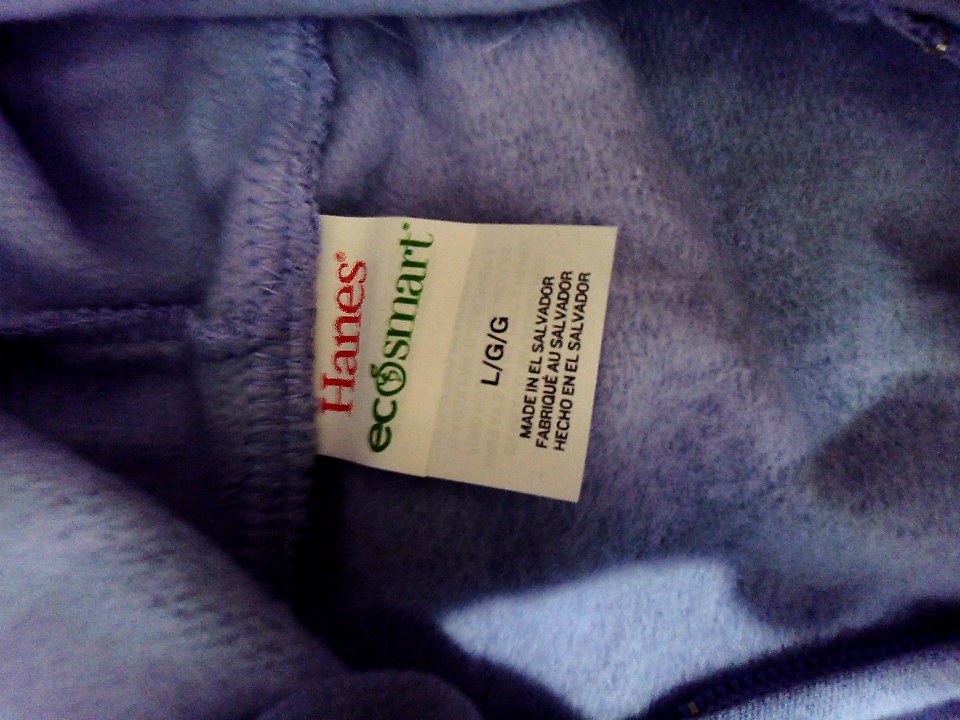 Hanes®
ecosmart®
L/G/G
MADE IN EL SALVADOR
FABRIQUÉ AU SALVADOR
HECHO EN EL SALVADOR